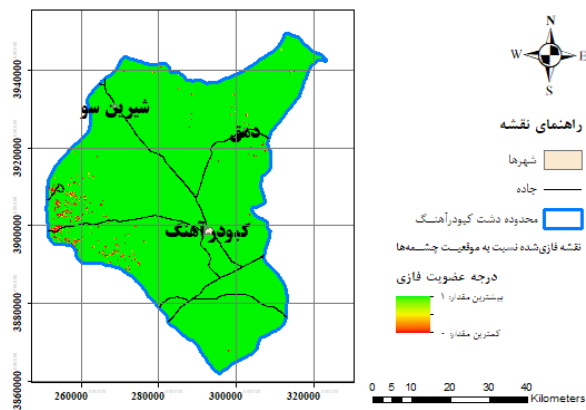 N
W E
S
3940000
3920000
3900000
3880000
3860000
260000 280000 300000 320000
شیرین سو
دمق
کبودرآهنگ
راهنمای نقشه
شهرها
جاده
محدوده دشت کبودرآهنگ
نقشه فازی‌شده نسبت به موقعیت چشمه‌ها
درجه عضویت فازی
بیشترین مقدار: ۱
کمترین مقدار: ۰
0 5 10 20 30 40
Kilometers